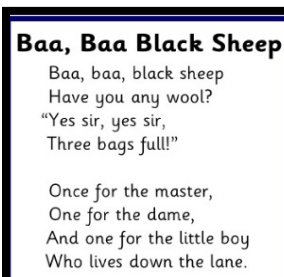 Baa, Baa Black Sheep
Baa, baa, black sheep
Have you any wool?
“Yes sir, yes sir,
Three bags full!”
Once for the master,
One for the dame,
And one for the little boy
Who lives down the lane.